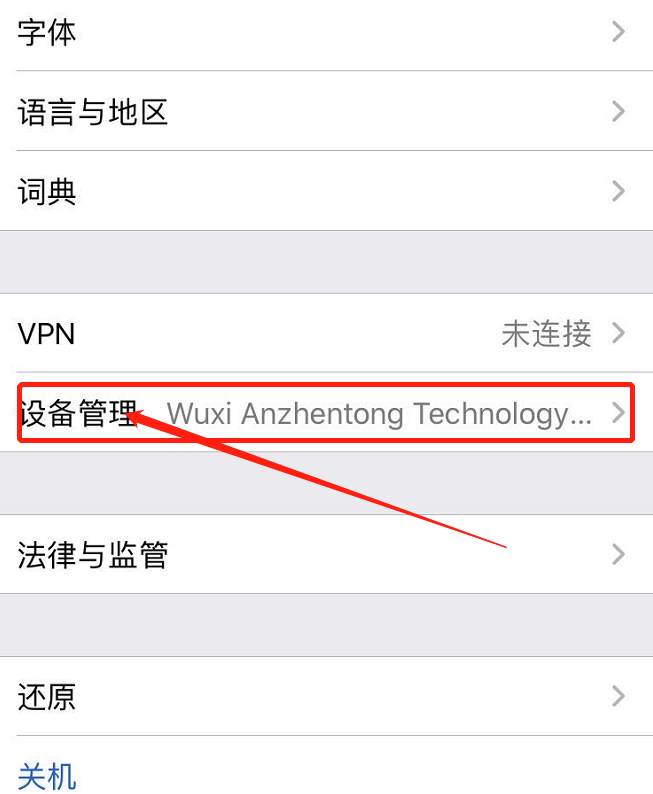 字体
语言与地区
词典
VPN 未连接
设备管理 Wuxi Anzhentong Technology...
法律与监管
还原
关机